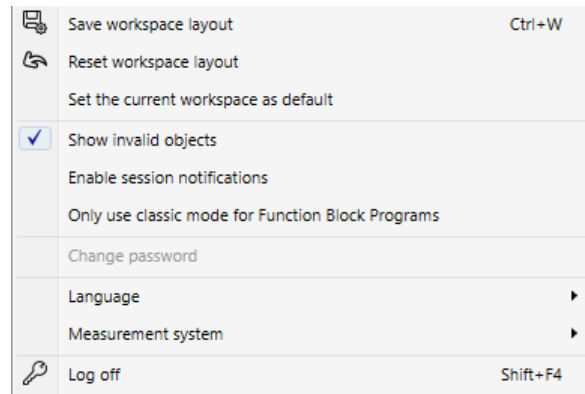 Save workspace layout Ctrl+W
Reset workspace layout
Set the current workspace as default
Show invalid objects
Enable session notifications
Only use classic mode for Function Block Programs
Change password
Language
Measurement system
Log off Shift+F4